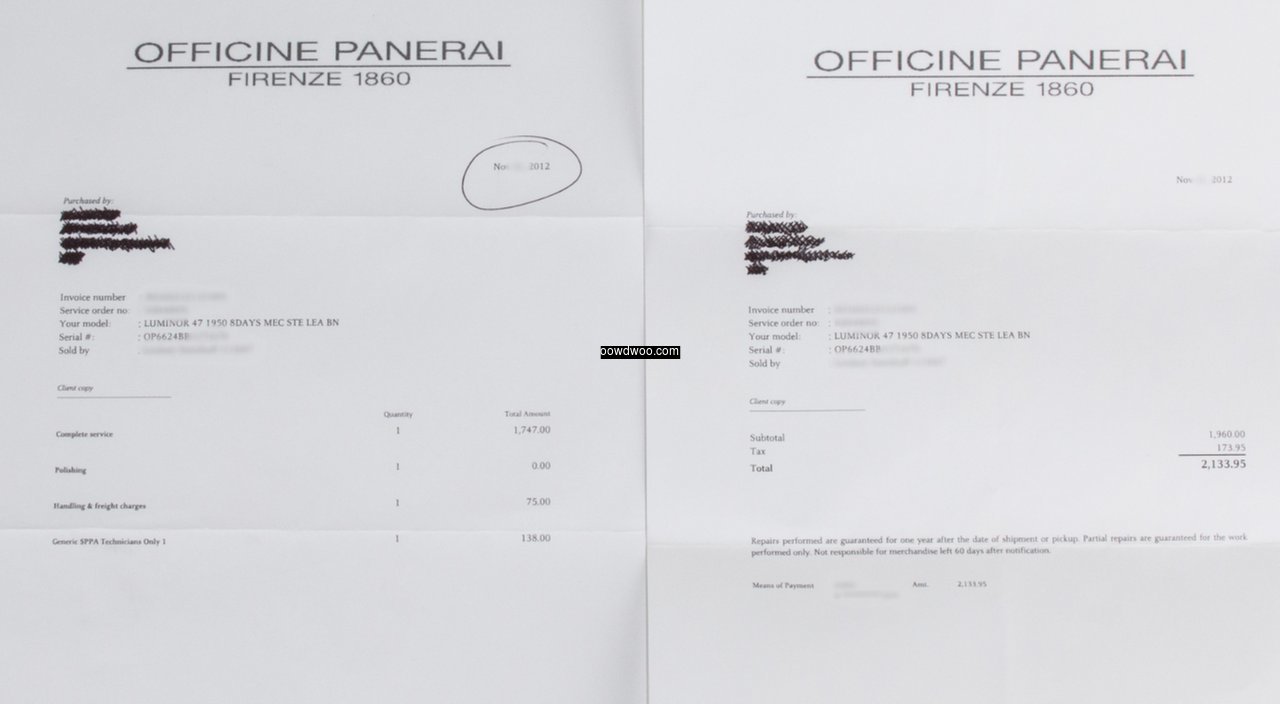 OFFICINE PANERAI
FIRENZE 1860
2012
Purchased by:
Invoice number :
Service order no: :
Your model: : LUMINOR 47 1950 8DAYS MEC STE LEA BN
Serial #: : OP6624BB
Sold by :
Client copy
Quantity Total Amount
Complete service 1 1,747.00
Polishing 1 0.00
Handling & freight charges 1 75.00
Generic SPPA Technicians Only 1 1 138.00
oowdwoo.com
OFFICINE PANERAI
FIRENZE 1860
Nov 2012
Purchased by:
Invoice number :
Service order no: :
Your model: : LUMINOR 47 1950 8DAYS MEC STE LEA BN
Serial #: : OP6624BB
Sold by :
Client copy
Subtotal 1,960.00
Tax 173.95
Total 2,133.95
Repairs performed are guaranteed for one year after the date of shipment or pickup. Partial repairs are guaranteed for the work
performed only. Not responsible for merchandise left 60 days after notification.
Means of Payment Amt. 2,133.95